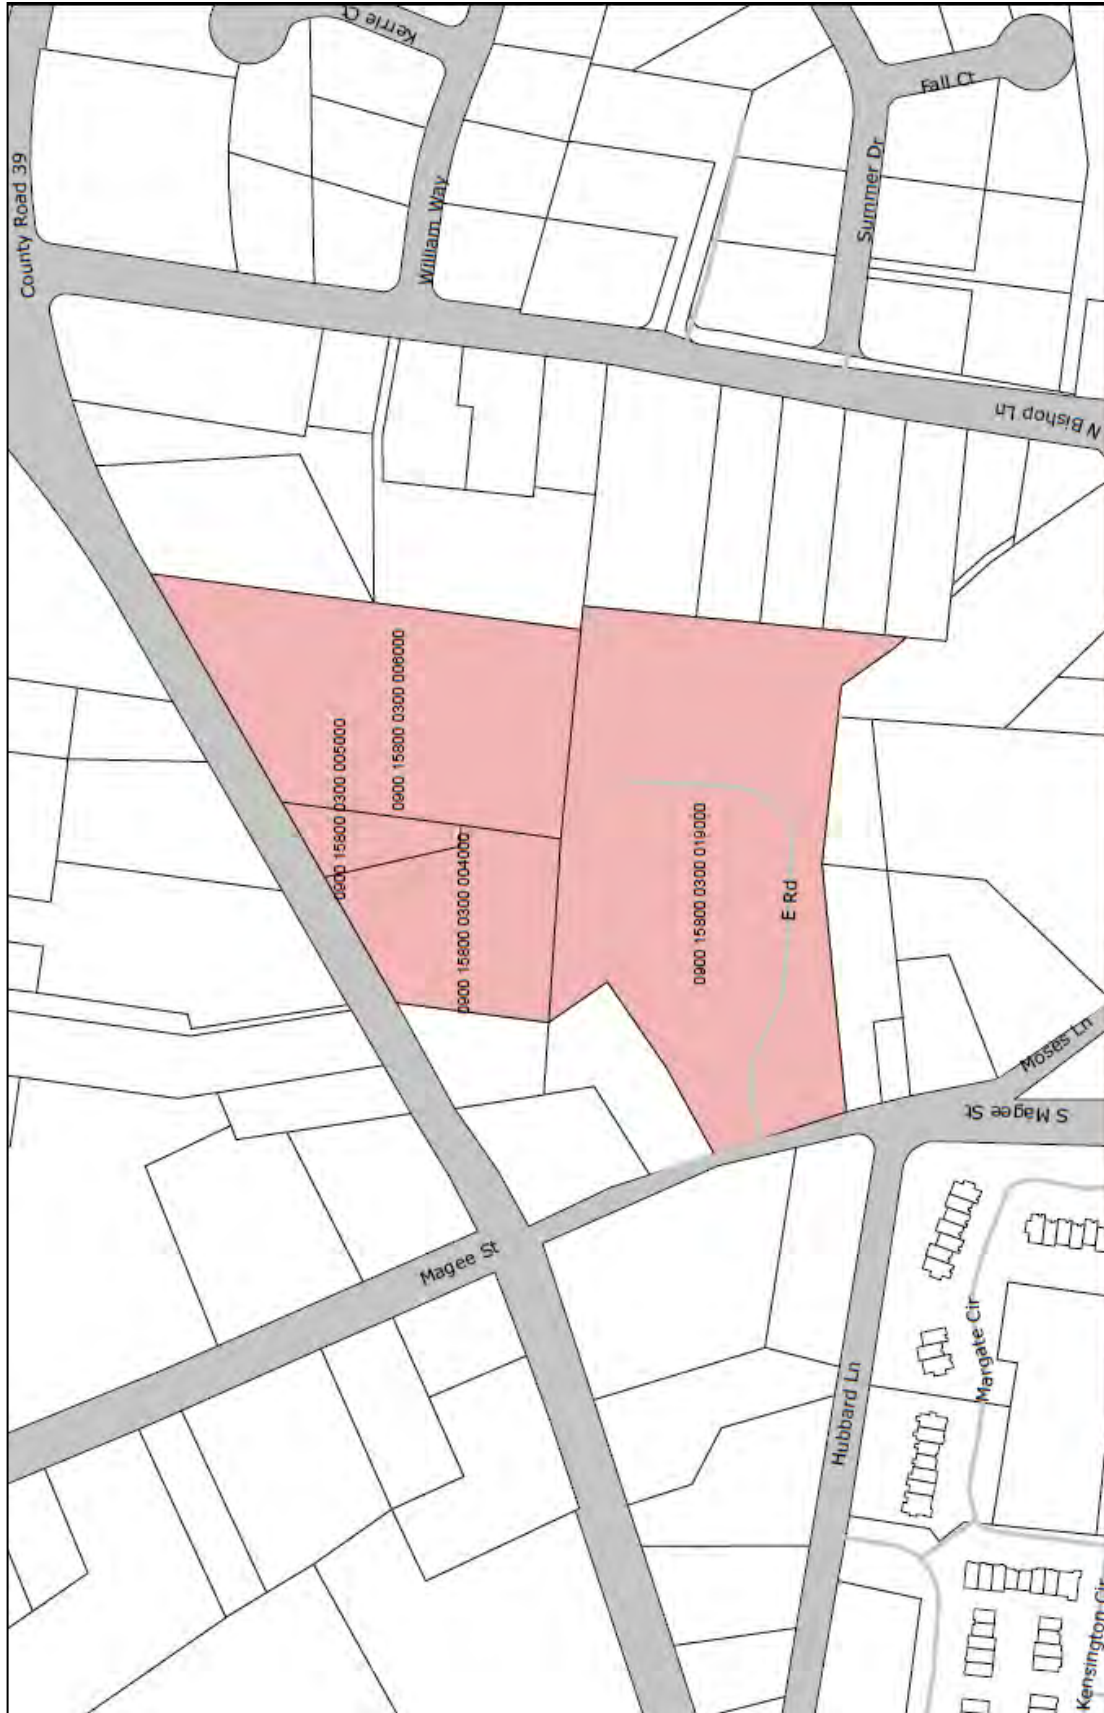 Kerrie Ct
Fall Ct
County Road 39
William Way
Summer Dr
N Bishop Ln
0900 15800 0300 006000
0900 15800 0300 005000
0900 15800 0300 004000
0900 15800 0300 019000
E Rd
Moses Ln
S Magee St
Magee St
Margate Cir
Hubbard Ln
Kensington Cir